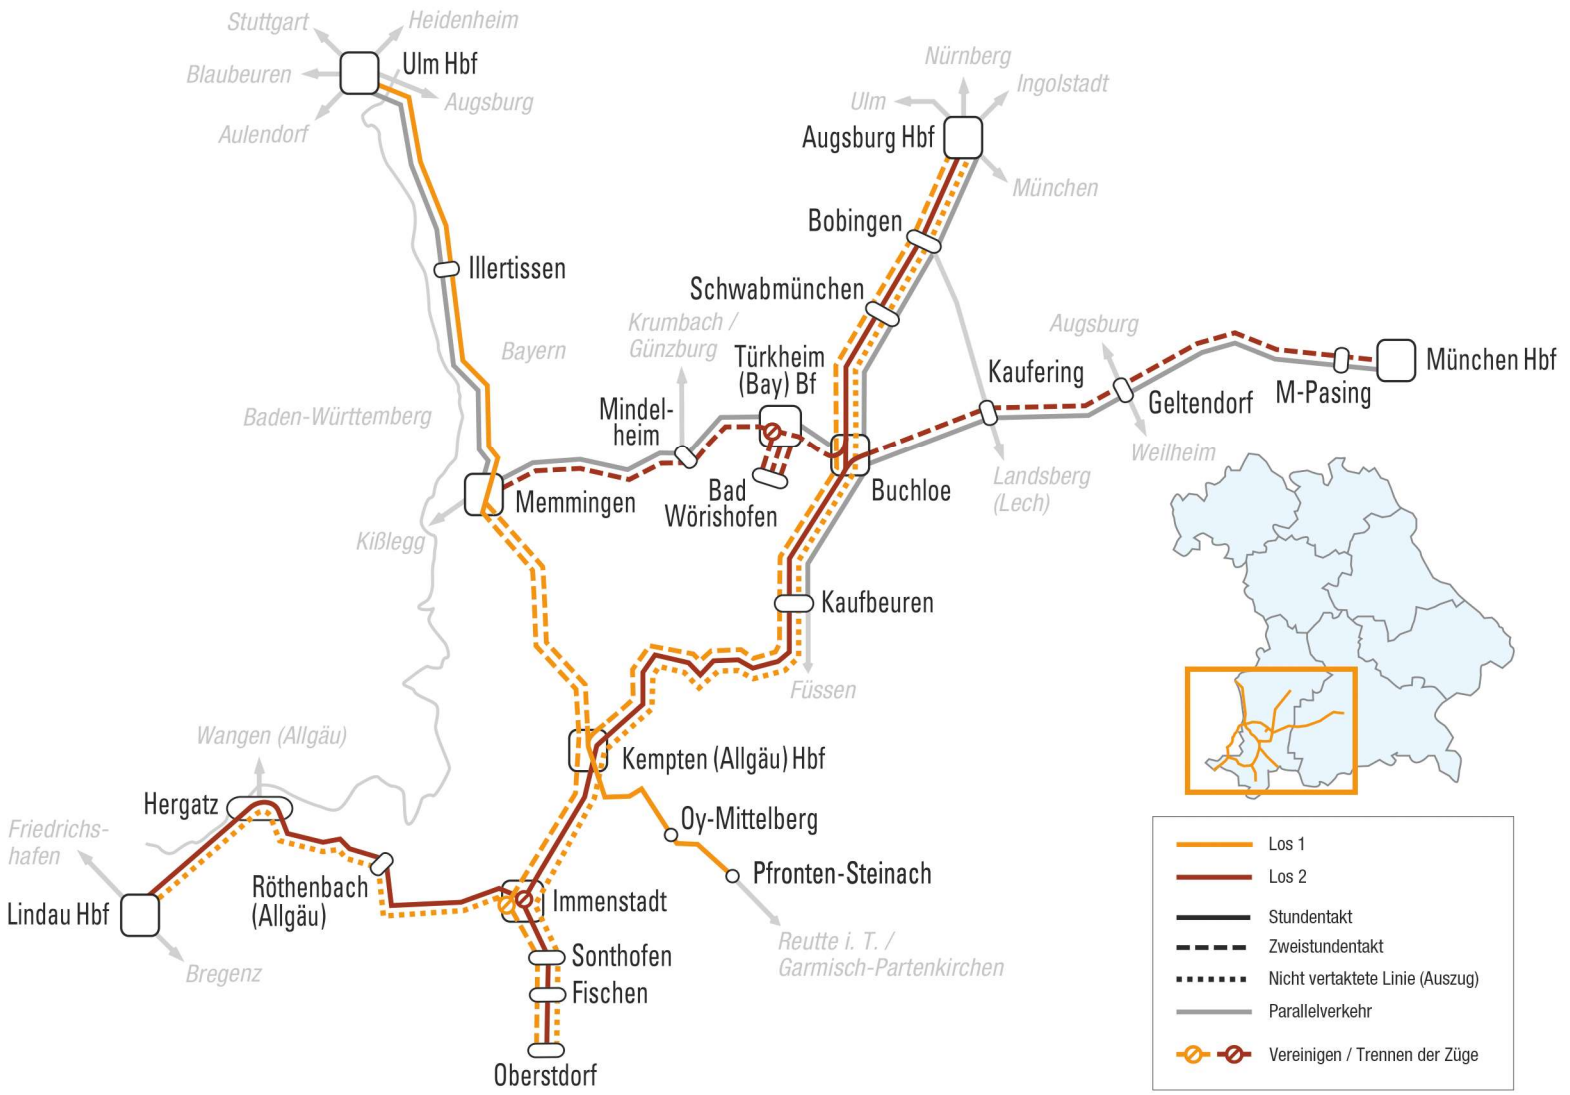 Stuttgart
Heidenheim
Ulm Hbf
Blaubeuren
Augsburg
Aulendorf
Nürnberg
Ingolstadt
Ulm
Augsburg Hbf
München
Bobingen
Illertissen
Schwabmünchen
Krumbach /
Günzburg
Bayern
Augsburg
Türkheim
(Bay) Bf
Kaufering
München Hbf
M-Pasing
Geltendorf
Baden-Württemberg
Mindel-
heim
Weilheim
Landsberg
(Lech)
Memmingen
Bad
Wörishofen
Buchloe
Kißlegg
Kaufbeuren
Füssen
Wangen (Allgäu)
Kempten (Allgäu) Hbf
Hergatz
Oy-Mittelberg
Friedrichs-
hafen
Pfronten-Steinach
Röthenbach
(Allgäu)
Lindau Hbf
Immenstadt
Bregenz
Sonthofen
Reutte i. T. /
Garmisch-Partenkirchen
Fischen
Oberstdorf
Los 1
Los 2
Stundentakt
Zweistundentakt
Nicht vertaktete Linie (Auszug)
Parallelverkehr
Vereinigen / Trennen der Züge